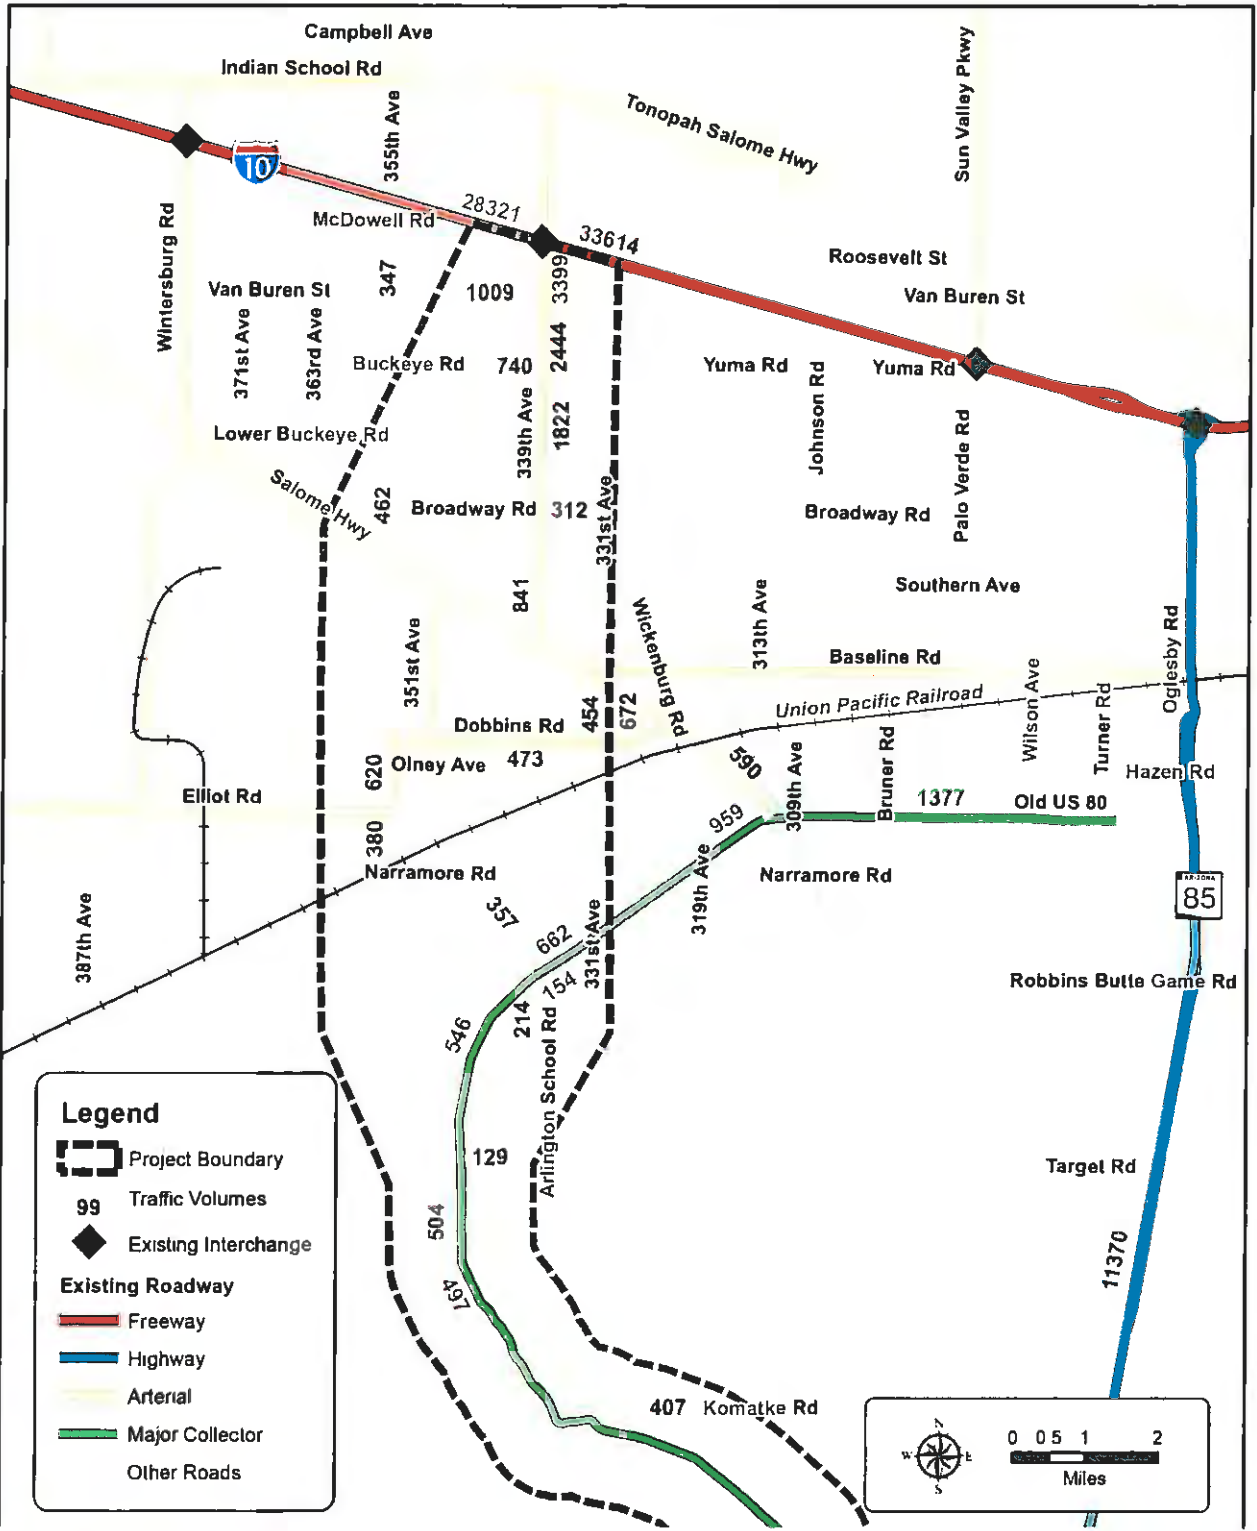 Campbell Ave
Indian School Rd
Sun Valley Pkwy
Tonopah Salome Hwy
355th Ave
10
28321
McDowell Rd
33614
Wintersburg Rd
Roosevelt St
347
1009
3399
Van Buren St
Van Buren St
371st Ave
363rd Ave
Buckeye Rd
740
2444
Yuma Rd
Johnson Rd
Yuma Rd
339th Ave
1822
Palo Verde Rd
Lower Buckeye Rd
Salome Hwy
462
Broadway Rd
312
331st Ave
Broadway Rd
841
Southern Ave
Wickenburg Rd
313th Ave
351st Ave
Baseline Rd
Oglesby Rd
Union Pacific Railroad
Wilson Ave
Turner Rd
454
672
Dobbins Rd
590
620
Olney Ave
473
309th Ave
Bruner Rd
Hazen Rd
Elliot Rd
959
1377
Old US 80
380
Narramore Rd
319th Ave
Narramore Rd
ARIZONA
85
387th Ave
357
662
331st Ave
154
Robbins Butte Game Rd
214
546
Arlington School Rd
129
504
497
Target Rd
11370
407
Komatke Rd
Legend
Project Boundary
99
Traffic Volumes
Existing Interchange
Existing Roadway
Freeway
Highway
Arterial
Major Collector
Other Roads
N
W
E
S
0 0 5 1 2
Miles